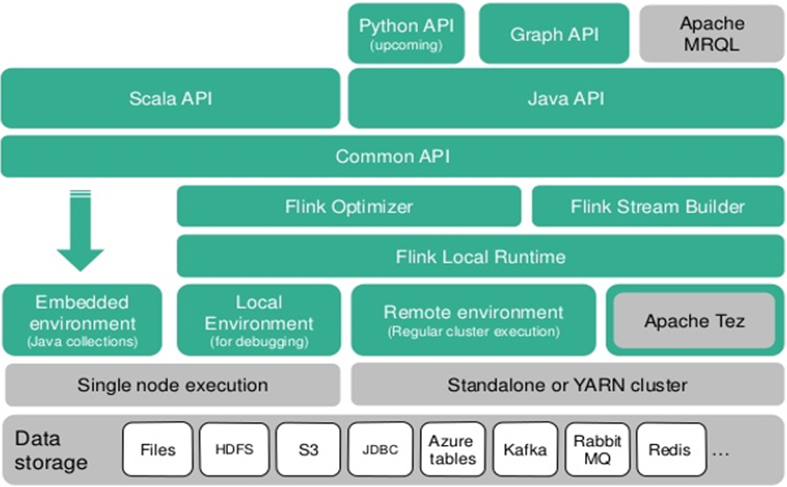 Python API
(upcoming)
Graph API
Apache
MRQL
Scala API
Java API
Common API
Flink Optimizer
Flink Stream Builder
Flink Local Runtime
Embedded
environment
(Java collections)
Local
Environment
(for debugging)
Remote environment
(Regular cluster execution)
Apache Tez
Single node execution
Standalone or YARN cluster
Data
storage
Files
HDFS
S3
JDBC
Azure
tables
Kafka
Rabbit
MQ
Redis
...